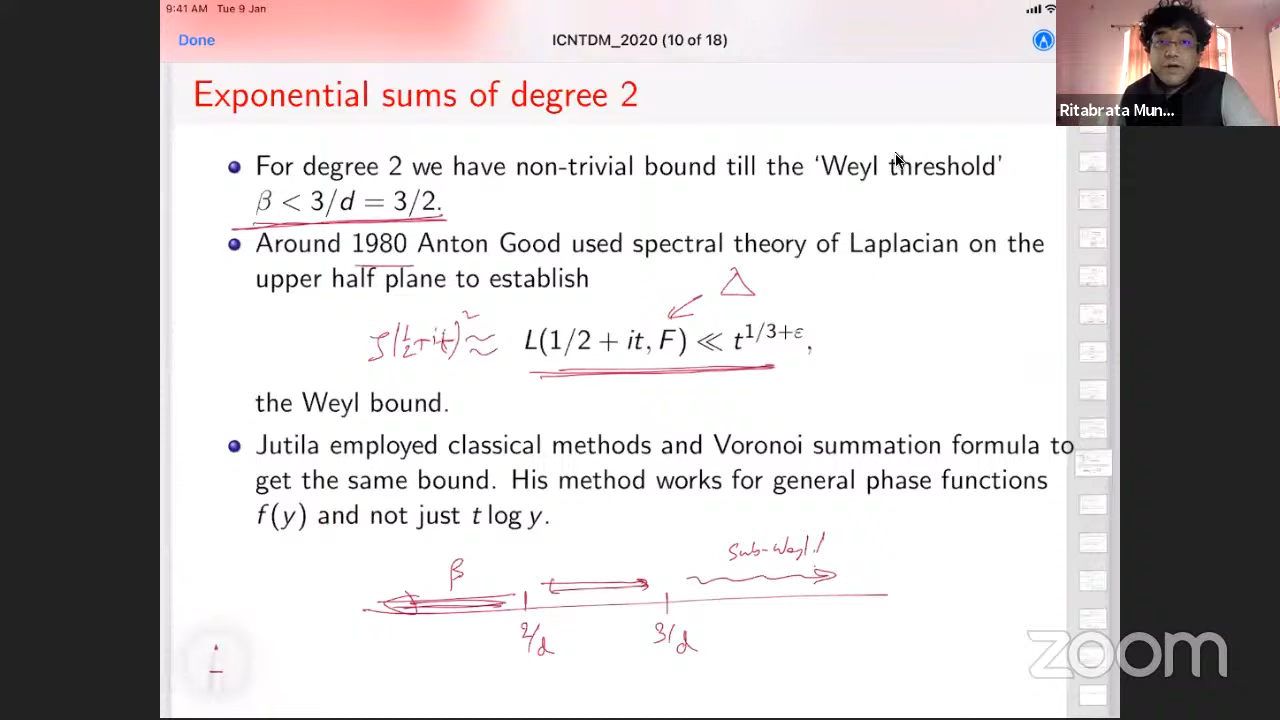 9:41 AM Tue 9 Jan
Done
ICNTDM_2020 (10 of 18)
Ritabrata Mun...
Exponential sums of degree 2
For degree 2 we have non-trivial bound till the ‘Weyl threshold’
β < 3/d = 3/2.
Around 1980 Anton Good used spectral theory of Laplacian on the
upper half plane to establish
Δ
ζ(1/2+it)² ≈ L(1/2 + it, F) ≪ t^{1/3+ε},
the Weyl bound.
Jutila employed classical methods and Voronoi summation formula to
get the same bound. His method works for general phase functions
f(y) and not just t log y.
β
Sub-Weyl!
2/d
3/d
zoom